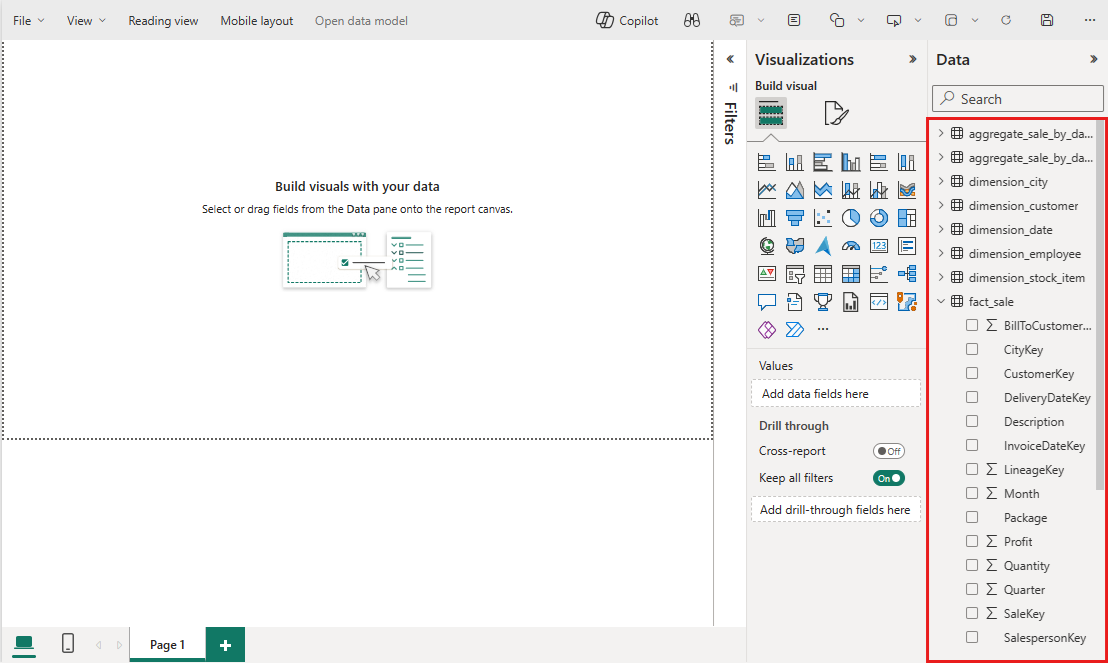 File View Reading view Mobile layout Open data model Copilot
Build visuals with your data
Select or drag fields from the Data pane onto the report canvas.
Filters
Visualizations
Build visual
123
Values
Add data fields here
Drill through
Cross-report Off
Keep all filters On
Add drill-through fields here
Data
Search
aggregate_sale_by_da...
aggregate_sale_by_da...
dimension_city
dimension_customer
dimension_date
dimension_employee
dimension_stock_item
fact_sale
∑ BillToCustomer...
CityKey
CustomerKey
DeliveryDateKey
Description
InvoiceDateKey
∑ LineageKey
∑ Month
Package
∑ Profit
∑ Quantity
∑ Quarter
∑ SaleKey
SalespersonKey
Page 1